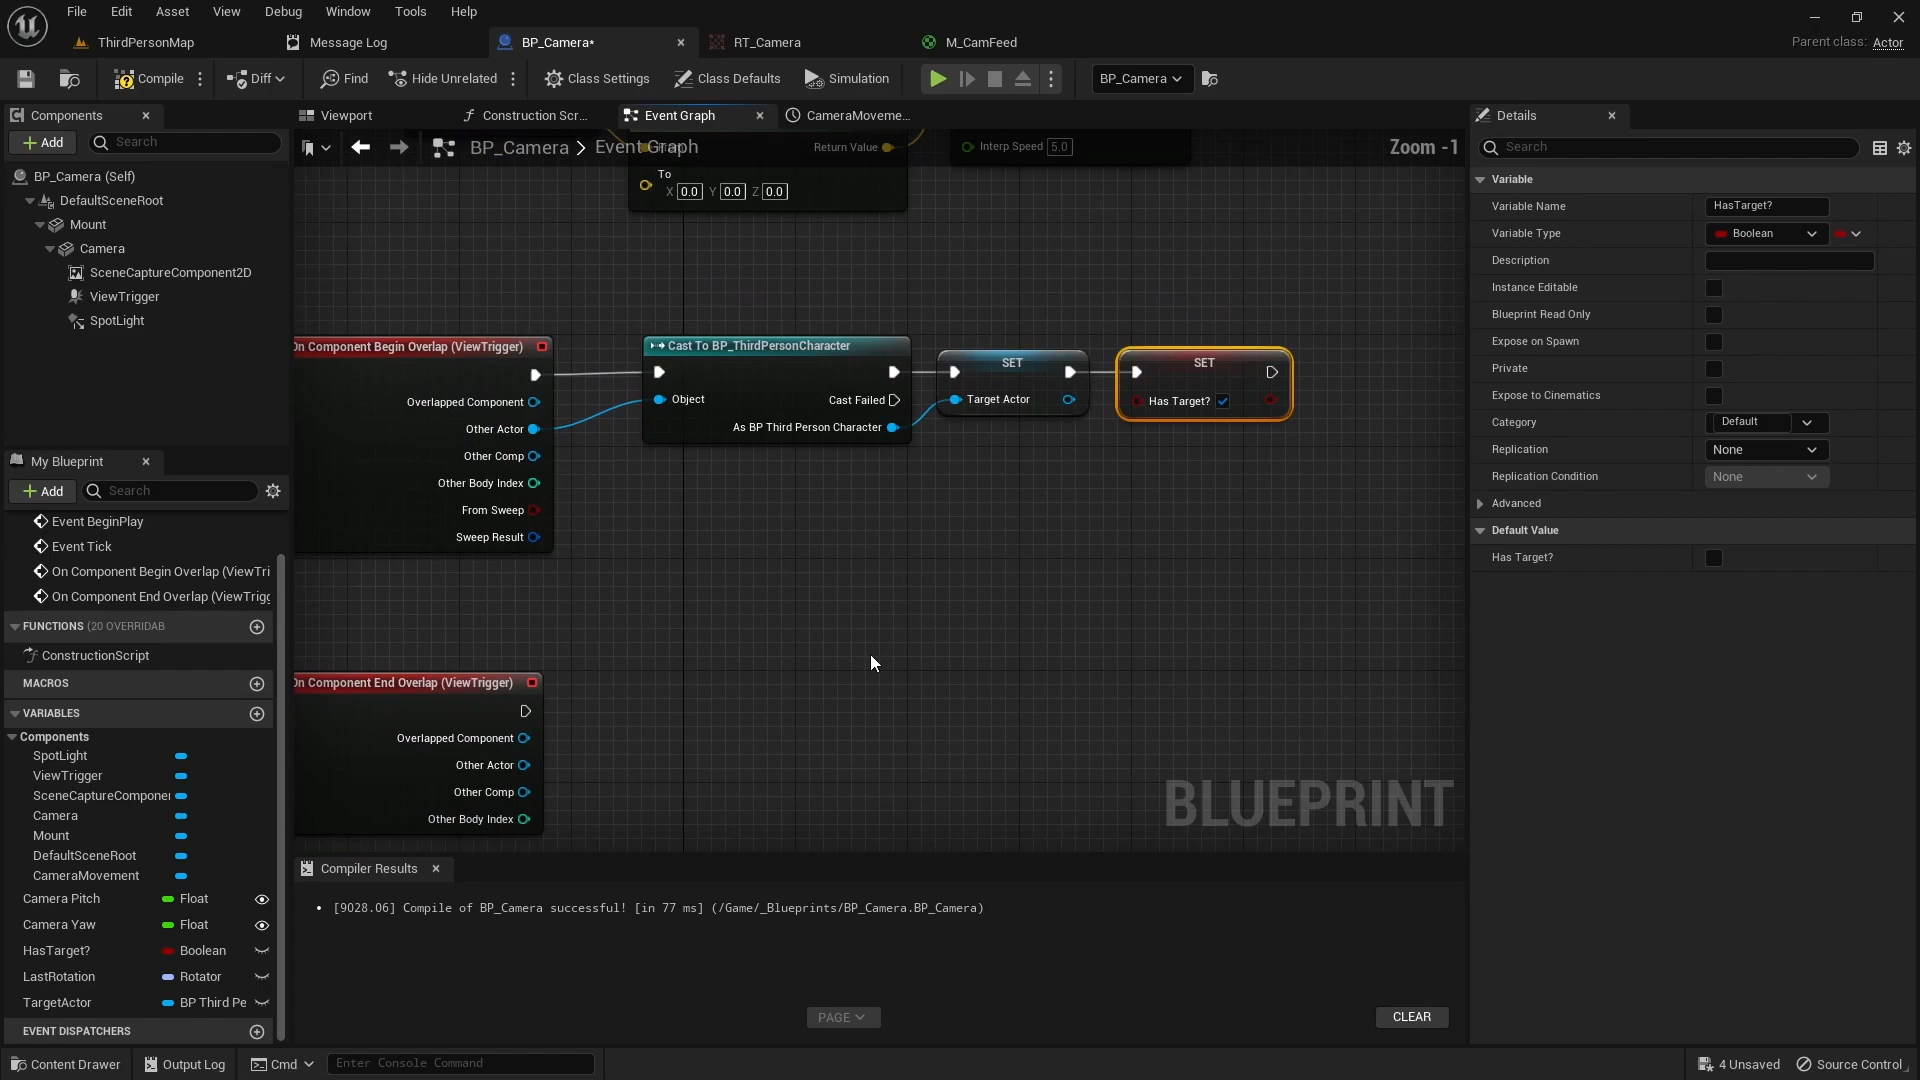 File Edit Asset View Debug Window Tools Help
ThirdPersonMap Message Log BP_Camera* RT_Camera M_CamFeed Parent class: Actor
Compile Diff Find Hide Unrelated Class Settings Class Defaults Simulation BP_Camera
Components
Add Search
BP_Camera (Self)
DefaultSceneRoot
Mount
Camera
SceneCaptureComponent2D
ViewTrigger
SpotLight
My Blueprint
Add Search
Event BeginPlay
Event Tick
On Component Begin Overlap (ViewTri
On Component End Overlap (ViewTrigg
FUNCTIONS (20 OVERRIDAB
ConstructionScript
MACROS
VARIABLES
Components
SpotLight
ViewTrigger
SceneCaptureComponen
Camera
Mount
DefaultSceneRoot
CameraMovement
Camera Pitch Float
Camera Yaw Float
HasTarget? Boolean
LastRotation Rotator
TargetActor BP Third Pe
EVENT DISPATCHERS
Viewport Construction Scr... Event Graph CameraMoveme...
BP_Camera > Event Graph Zoom -1
Return Value
To
X 0.0 Y 0.0 Z 0.0
Interp Speed 5.0
On Component Begin Overlap (ViewTrigger)
Overlapped Component
Other Actor
Other Comp
Other Body Index
From Sweep
Sweep Result
Cast To BP_ThirdPersonCharacter
Object Cast Failed
As BP Third Person Character
SET
Target Actor
SET
Has Target?
On Component End Overlap (ViewTrigger)
Overlapped Component
Other Actor
Other Comp
Other Body Index
BLUEPRINT
Compiler Results
[9028.06] Compile of BP_Camera successful! [in 77 ms] (/Game/_Blueprints/BP_Camera.BP_Camera)
PAGE CLEAR
Details
Search
Variable
Variable Name HasTarget?
Variable Type Boolean
Description
Instance Editable
Blueprint Read Only
Expose on Spawn
Private
Expose to Cinematics
Category Default
Replication None
Replication Condition None
Advanced
Default Value
Has Target?
Content Drawer Output Log Cmd Enter Console Command 4 Unsaved Source Control